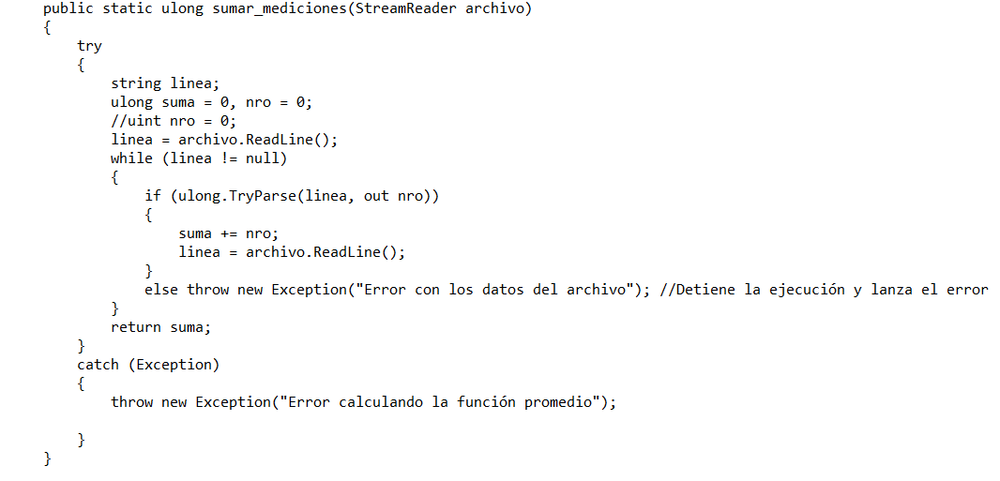 public static ulong sumar_mediciones(StreamReader archivo)
{
    try
    {
        string linea;
        ulong suma = 0, nro = 0;
        //uint nro = 0;
        linea = archivo.ReadLine();
        while (linea != null)
        {
            if (ulong.TryParse(linea, out nro))
            {
                suma += nro;
                linea = archivo.ReadLine();
            }
            else throw new Exception("Error con los datos del archivo"); //Detiene la ejecución y lanza el error
        }
        return suma;
    }
    catch (Exception)
    {
        throw new Exception("Error calculando la función promedio");

    }
}